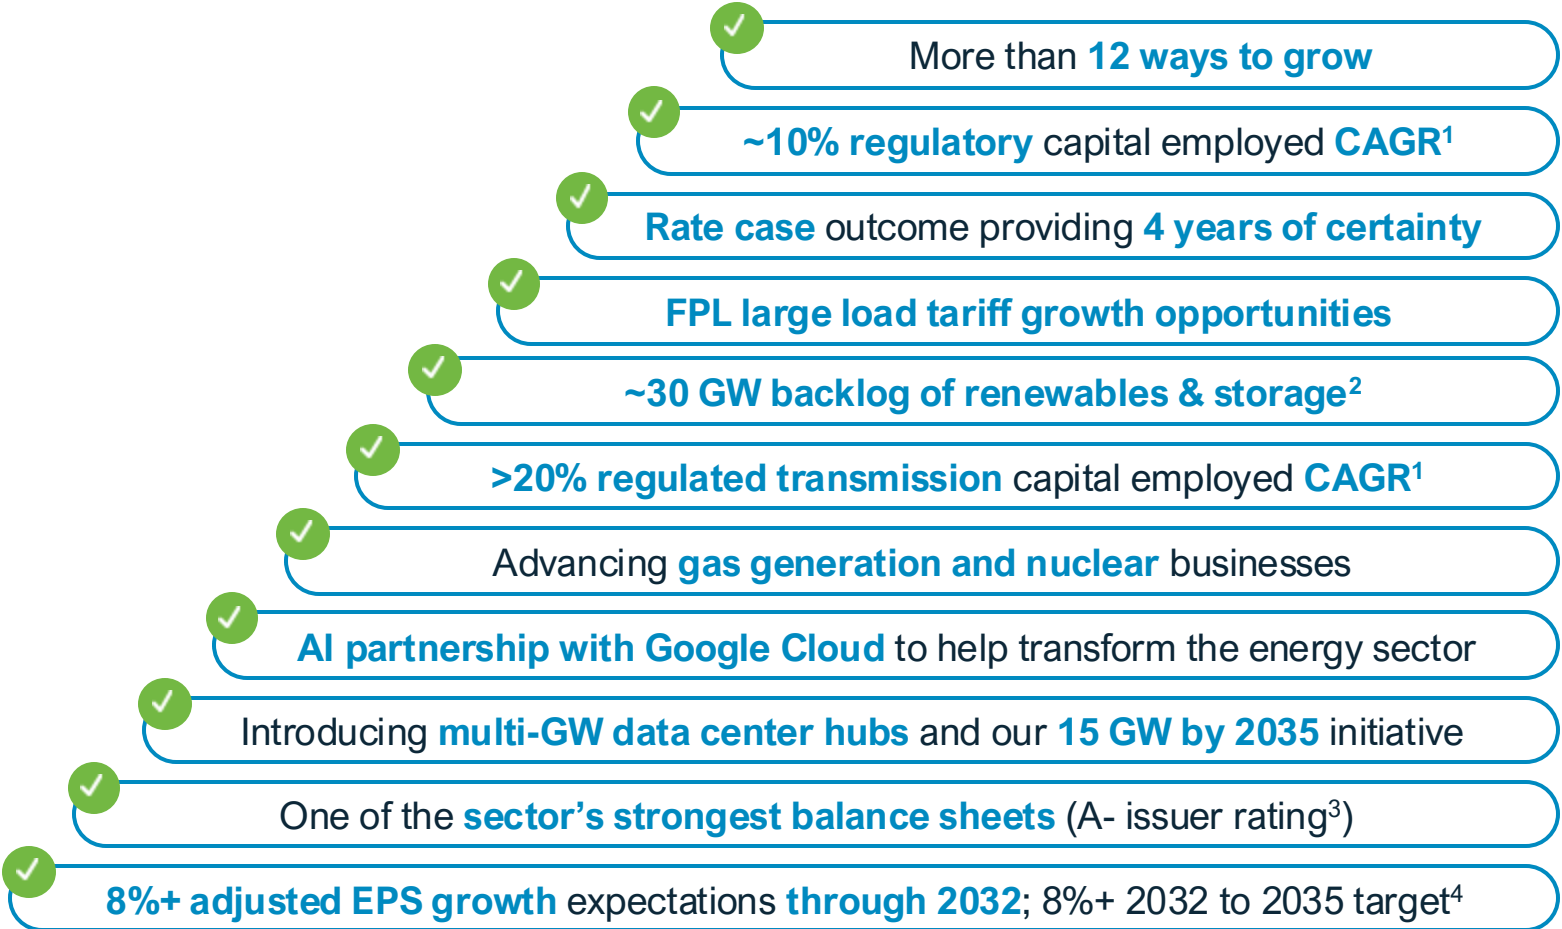 More than 12 ways to grow
~10% regulatory capital employed CAGR¹
Rate case outcome providing 4 years of certainty
FPL large load tariff growth opportunities
~30 GW backlog of renewables & storage²
>20% regulated transmission capital employed CAGR¹
Advancing gas generation and nuclear businesses
AI partnership with Google Cloud to help transform the energy sector
Introducing multi-GW data center hubs and our 15 GW by 2035 initiative
One of the sector’s strongest balance sheets (A- issuer rating³)
8%+ adjusted EPS growth expectations through 2032; 8%+ 2032 to 2035 target⁴